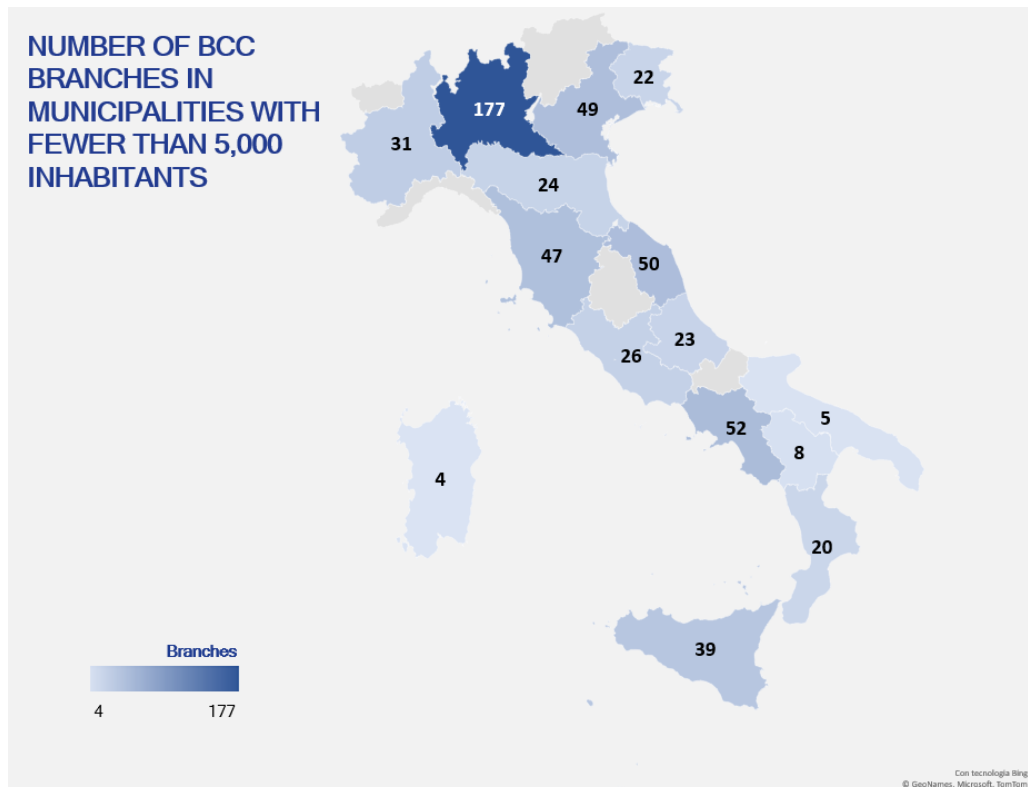 NUMBER OF BCC
BRANCHES IN
MUNICIPALITIES WITH
FEWER THAN 5,000
INHABITANTS
22
177
49
31
24
47
50
23
26
5
52
8
4
20
39
Branches
4 177
Con tecnologia Bing
© GeoNames, Microsoft, TomTom